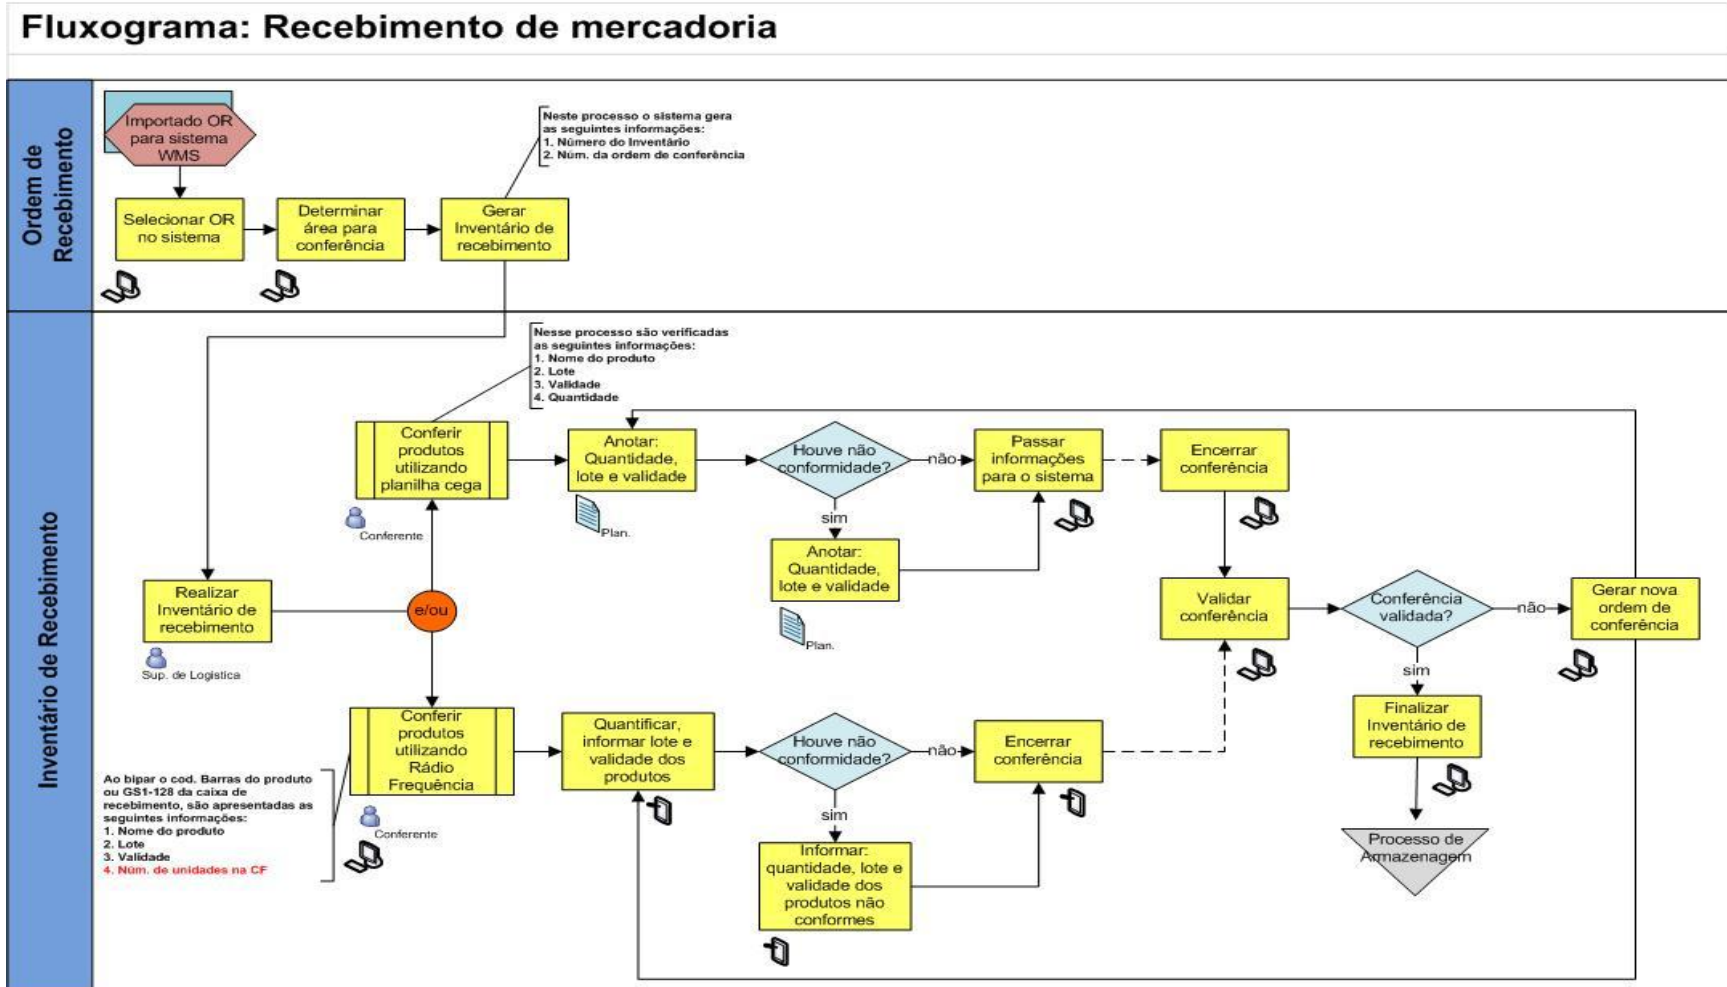 Fluxograma: Recebimento de mercadoria
Ordem de
Recebimento
Importado OR
para sistema
WMS
Selecionar OR
no sistema
Determinar
área para
conferência
Gerar
Inventário de
recebimento
Neste processo o sistema gera
as seguintes informações:
1. Número do Inventário
2. Núm. da ordem de conferência
Inventário de Recebimento
Realizar
Inventário de
recebimento
Sup. de Logistica
e/ou
Nesse processo são verificadas
as seguintes informações:
1. Nome do produto
2. Lote
3. Validade
4. Quantidade
Conferir
produtos
utilizando
planilha cega
Conferente
Anotar:
Quantidade,
lote e validade
Plan.
Houve não
conformidade?
não
sim
Anotar:
Quantidade,
lote e validade
Plan.
Passar
informações
para o sistema
Encerrar
conferência
Validar
conferência
Conferência
validada?
não
Gerar nova
ordem de
conferência
sim
Finalizar
Inventário de
recebimento
Processo de
Armazenagem
Conferir
produtos
utilizando
Rádio
Frequência
Conferente
Ao bipar o cod. Barras do produto
ou GS1-128 da caixa de
recebimento, são apresentadas as
seguintes informações:
1. Nome do produto
2. Lote
3. Validade
4. Núm. de unidades na CF
Quantificar,
informar lote e
validade dos
produtos
Houve não
conformidade?
não
sim
Informar:
quantidade, lote e
validade dos
produtos não
conformes
Encerrar
conferência